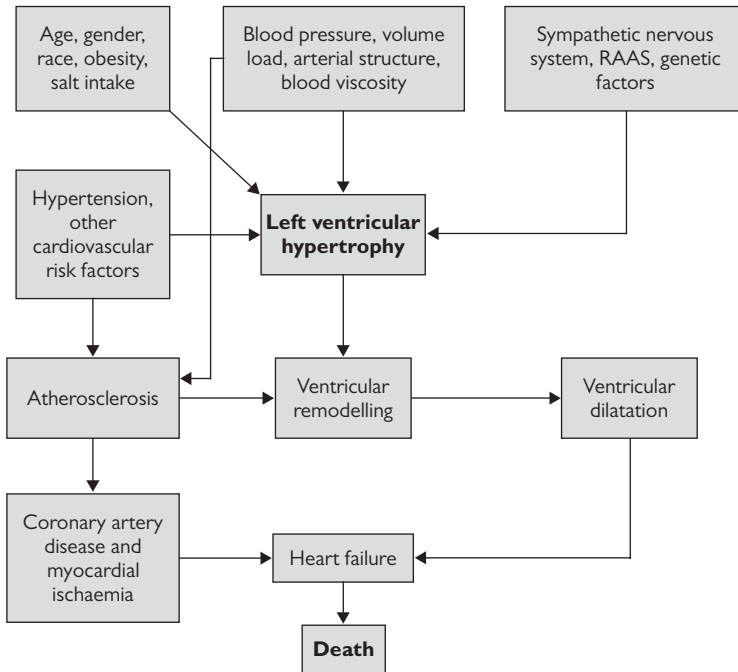 Age, gender,
race, obesity,
salt intake
Blood pressure, volume
load, arterial structure,
blood viscosity
Sympathetic nervous
system, RAAS, genetic
factors
Hypertension,
other
cardiovascular
risk factors
Left ventricular
hypertrophy
Atherosclerosis
Ventricular
remodelling
Ventricular
dilatation
Coronary artery
disease and
myocardial
ischaemia
Heart failure
Death